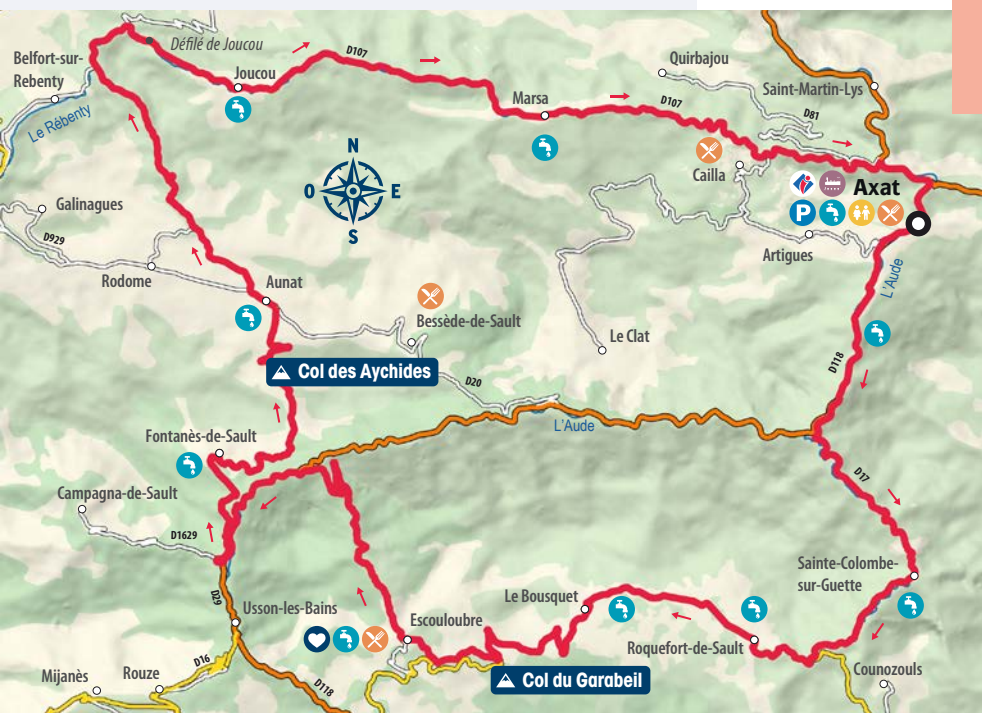 Défilé de Joucou
Belfort-sur-
Rebenty
D107
Joucou
Quirbajou
Saint-Martin-Lys
Marsa
D107
D81
Le Rébenty
N
O
E
S
Cailla
Axat
P
Galinagues
D929
Rodome
Artigues
L'Aude
Aunat
Bessède-de-Sault
Le Clat
D118
Col des Aychides
D20
L'Aude
Fontanès-de-Sault
D17
Campagna-de-Sault
D1629
Sainte-Colombe-
sur-Guette
D29
Usson-les-Bains
Le Bousquet
Escouloubre
Roquefort-de-Sault
D16
Rouze
Mijanès
D118
Col du Garabeil
Counozouls